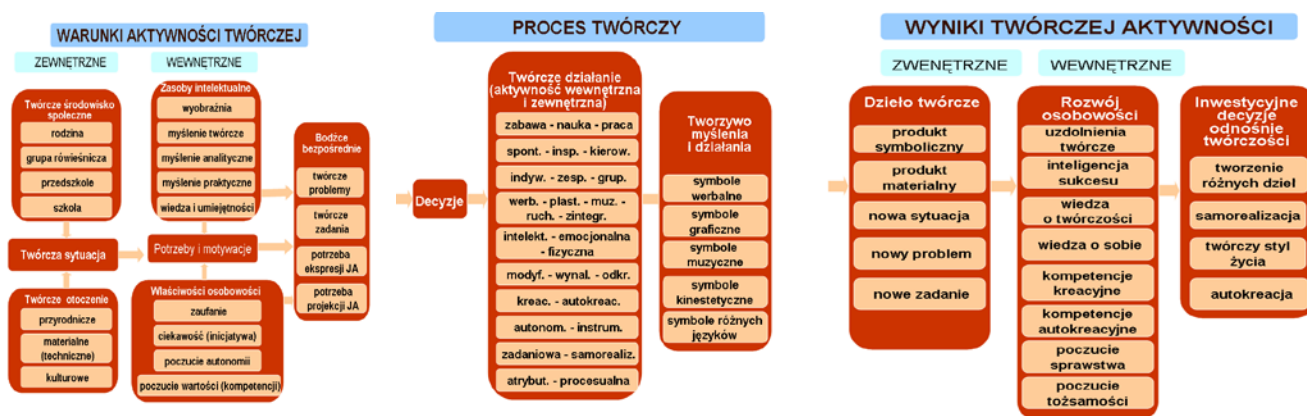 WARUNKI AKTYWNOŚCI TWÓRCZEJ
ZEWNĘTRZNE
WEWNĘTRZNE
Twórcze środowisko
społeczne
rodzina
grupa rówieśnicza
przedszkole
szkoła
Twórcza sytuacja
Twórcze otoczenie
przyrodnicze
materialne
(techniczne)
kulturowe
Zasoby intelektualne
wyobraźnia
myślenie twórcze
myślenie analityczne
myślenie praktyczne
wiedza i umiejętności
Potrzeby i motywacje
Właściwości osobowości
zaufanie
ciekawość (inicjatywa)
poczucie autonomii
poczucie wartości (kompetencji)
Bodźce
bezpośrednie
twórcze
problemy
twórcze
zadania
potrzeba
ekspresji JA
potrzeba
projekcji JA
PROCES TWÓRCZY
Decyzje
Twórcze działanie
(aktywność wewnętrzna
i zewnętrzna)
zabawa - nauka - praca
spont. - insp. - kierow.
indyw. - zesp. - grup.
werb. - plast. - muz. -
ruch. - zintegr.
intelekt. - emocjonalna
- fizyczna
modyf. - wynal. - odkr.
kreac. - autokreac.
autonom. - instrum.
zadaniowa - samorealiz.
atrybut. - procesualna
Tworzywo
myślenia
i działania
symbole
werbalne
symbole
graficzne
symbole
muzyczne
symbole
kinestetyczne
symbole różnych
języków
WYNIKI TWÓRCZEJ AKTYWNOŚCI
ZWENĘTRZNE
WEWNĘTRZNE
Dzieło twórcze
produkt
symboliczny
produkt
materialny
nowa sytuacja
nowy problem
nowe zadanie
Rozwój
osobowości
uzdolnienia
twórcze
inteligencja
sukcesu
wiedza
o twórczości
wiedza o sobie
kompetencje
kreacyjne
kompetencje
autokreacyjne
poczucie
sprawstwa
poczucie
tożsamości
Inwestycyjne
decyzje
odnośnie
twórczości
tworzenie
różnych dzieł
samorealizacja
twórczy styl
życia
autokreacja